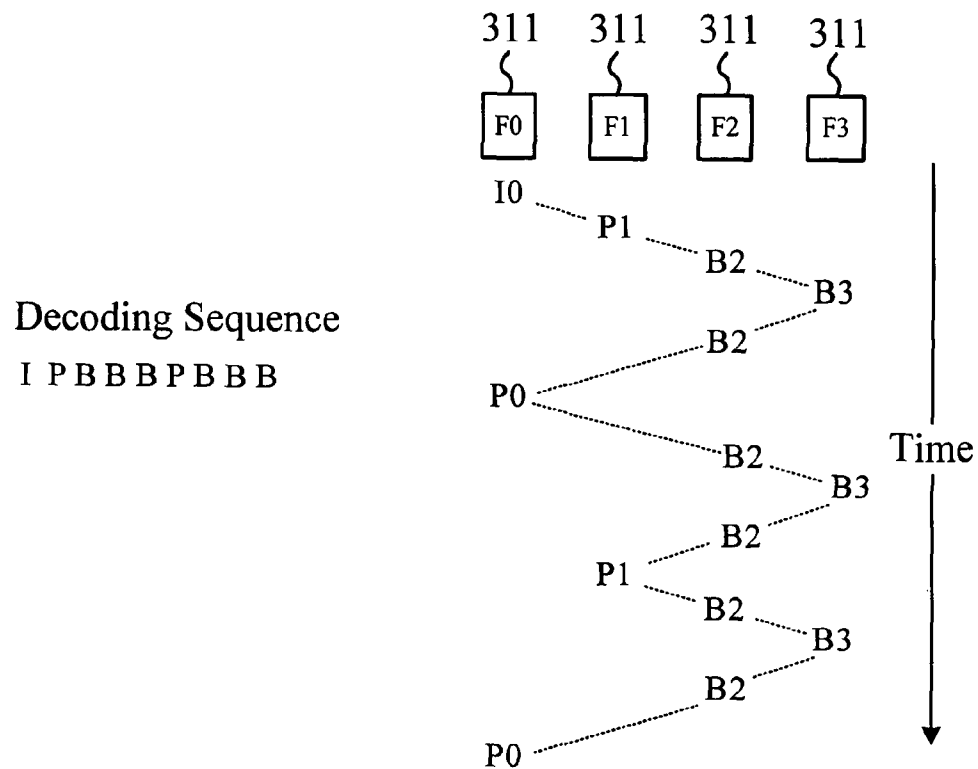 311 311 311 311
F0 F1 F2 F3
I0
P1
B2
B3
Decoding Sequence
B2
I P B B B P B B B
P0
Time
B2
B3
B2
P1
B2
B3
B2
P0